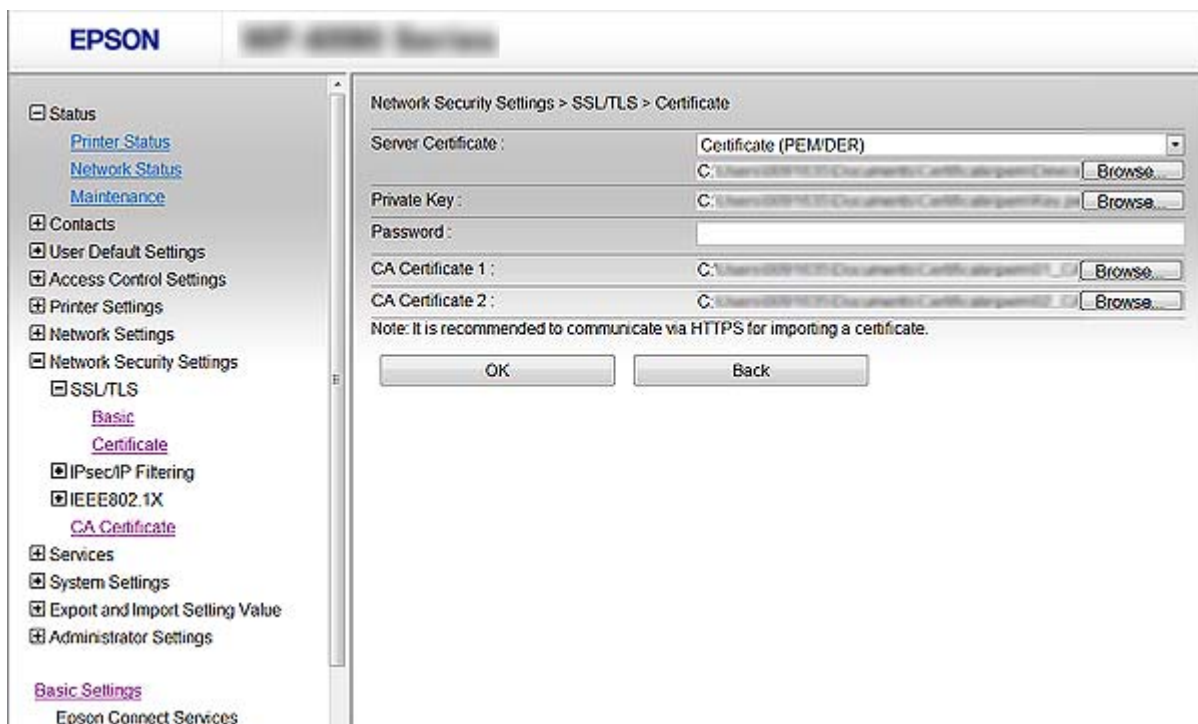 EPSON
Status
Printer Status
Network Status
Maintenance
Contacts
User Default Settings
Access Control Settings
Printer Settings
Network Settings
Network Security Settings
SSL/TLS
Basic
Certificate
IPsec/IP Filtering
IEEE802.1X
CA Certificate
Services
System Settings
Export and Import Setting Value
Administrator Settings
Basic Settings
Epson Connect Services
Network Security Settings > SSL/TLS > Certificate
Server Certificate : Certificate (PEM/DER)
C: Browse...
Private Key : C: Browse...
Password :
CA Certificate 1 : C: Browse...
CA Certificate 2 : C: Browse...
Note: It is recommended to communicate via HTTPS for importing a certificate.
OK Back